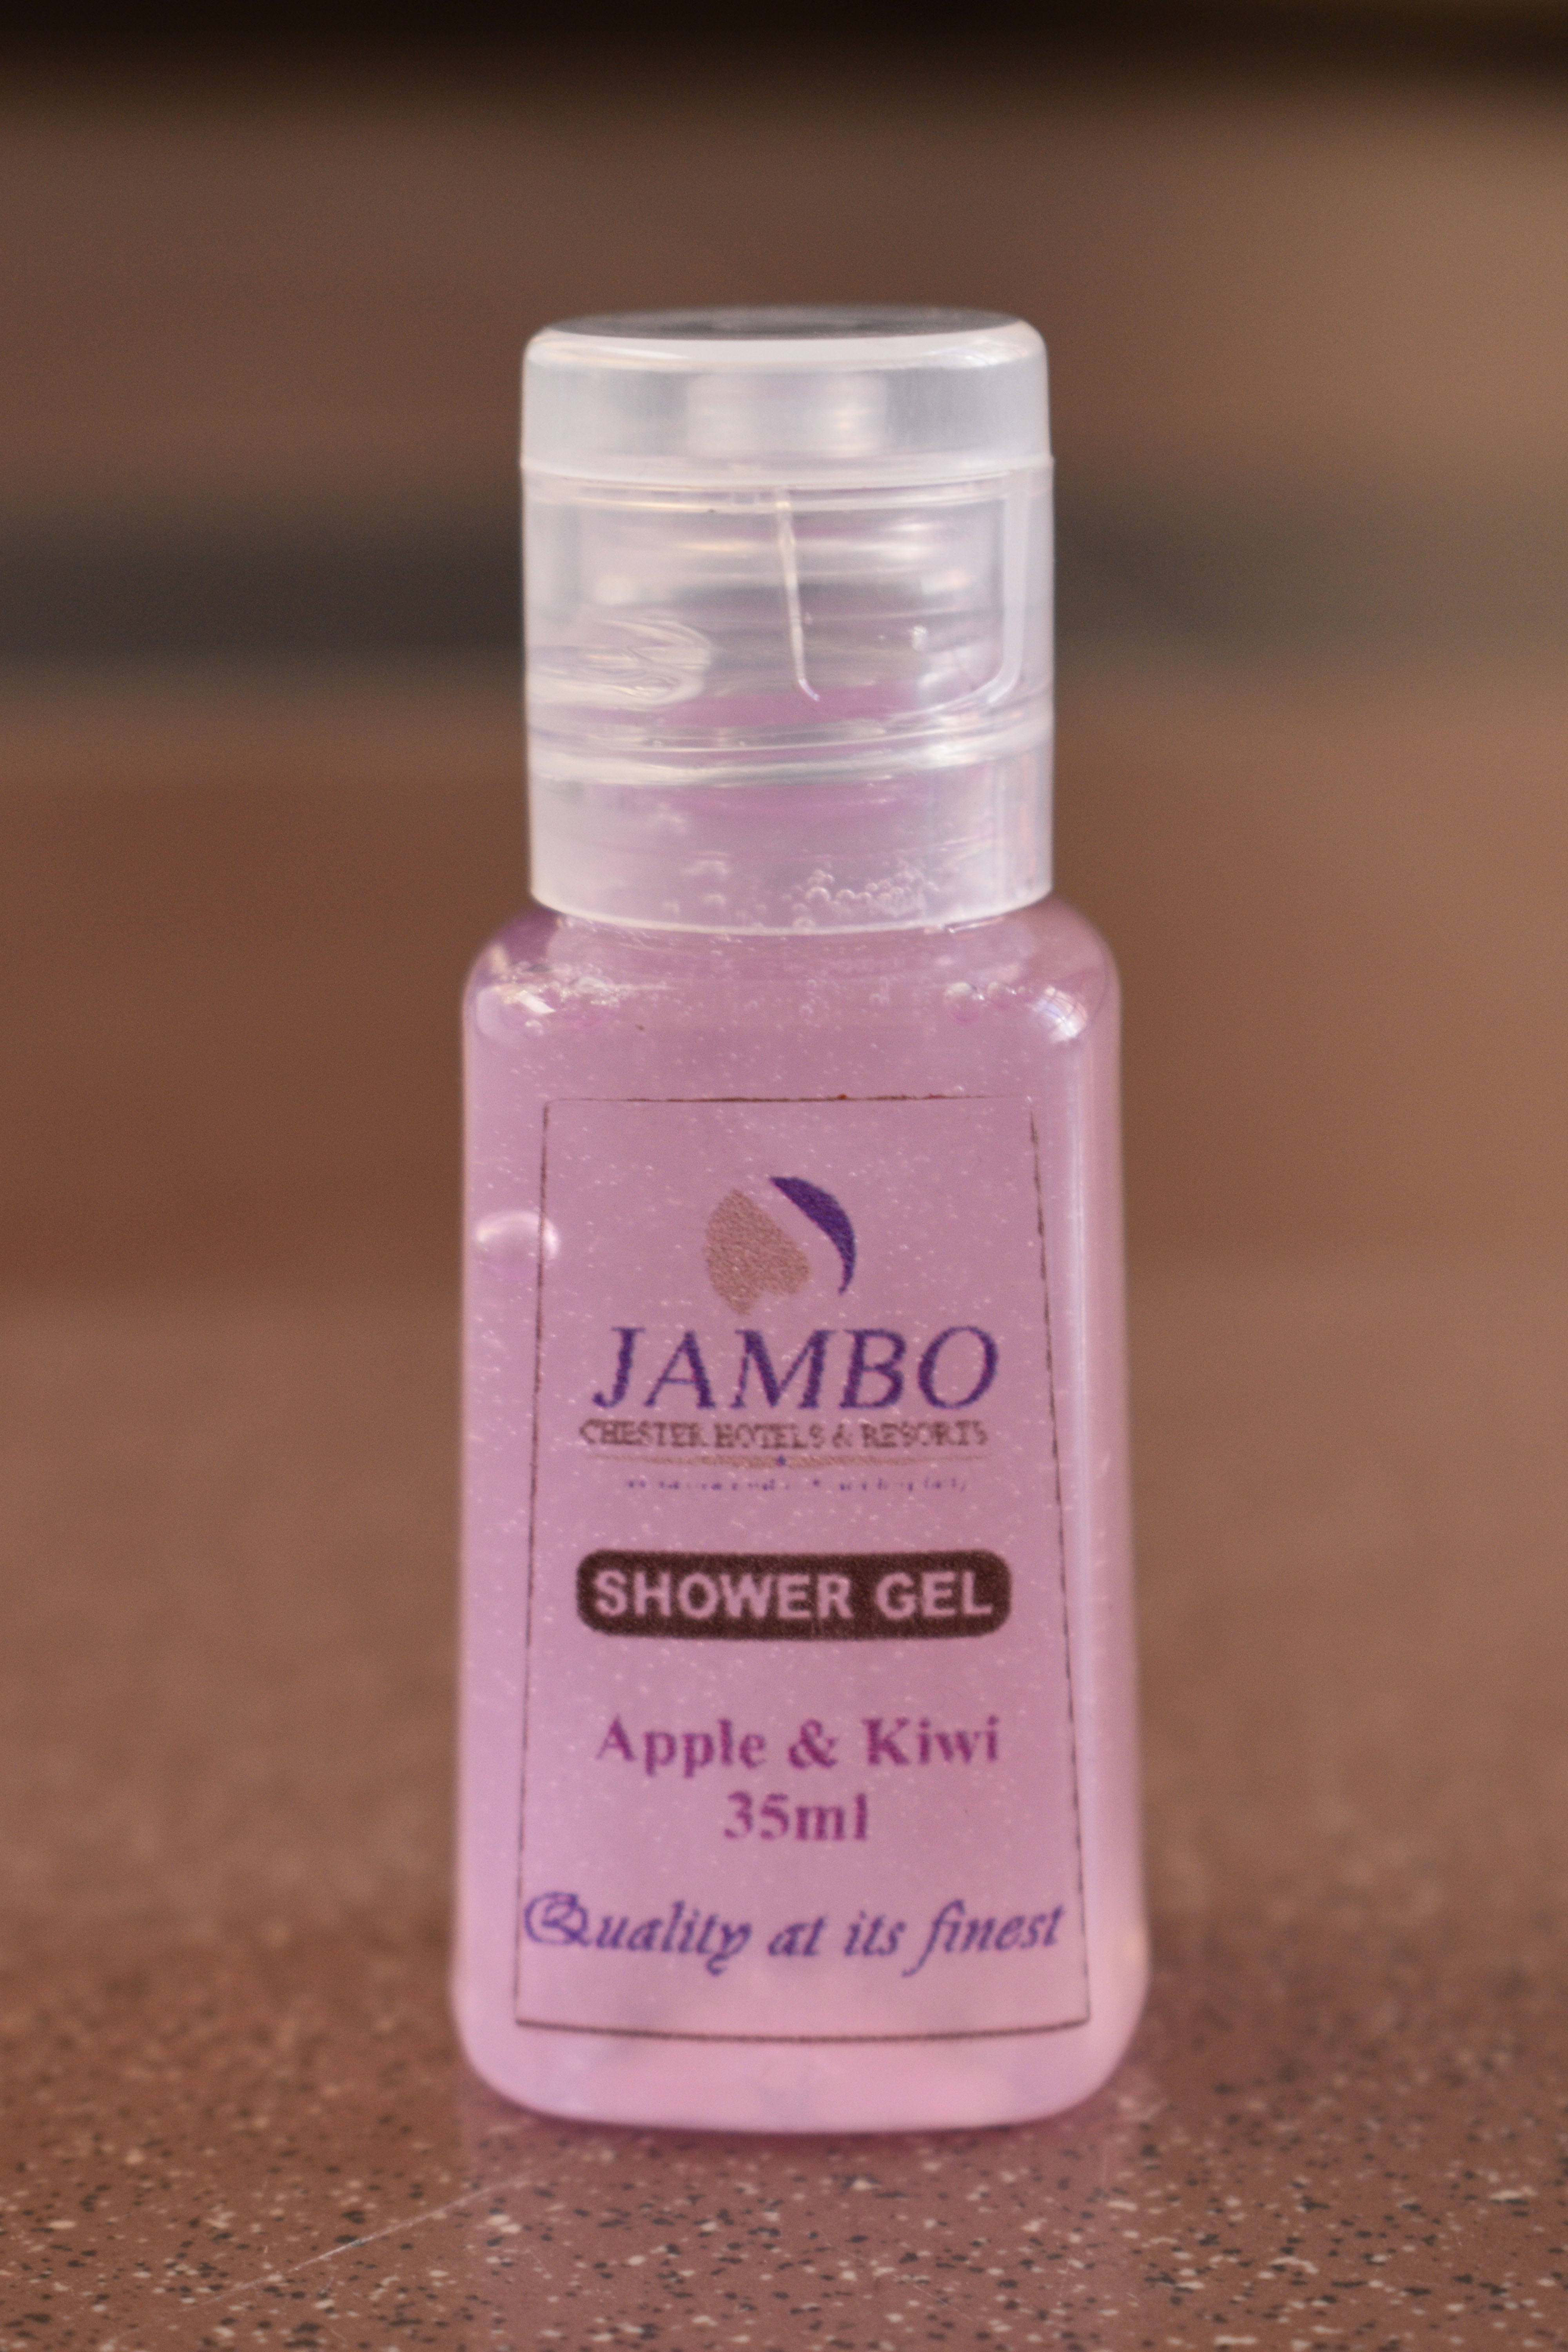 JAMBO
CHESTER HOTELS & RESORTS
SHOWER GEL
Apple & Kiwi
35ml
Quality at its finest